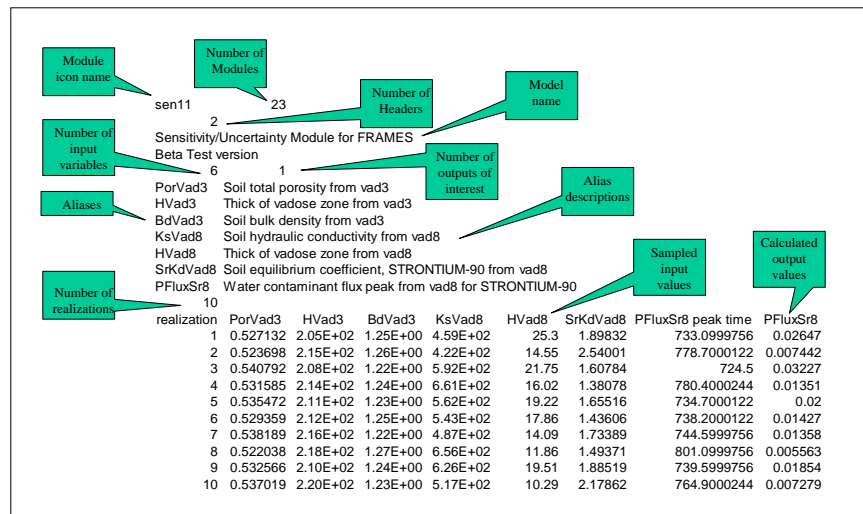 Module
icon name
Number of
Modules
Number of
Headers
Model
name
sen11 23
2
Sensitivity/Uncertainty Module for FRAMES
Beta Test version
Number of
input
variables
6 1
Number of
outputs of
interest
Aliases
Alias
descriptions
PorVad3 Soil total porosity from vad3
HVad3 Thick of vadose zone from vad3
BdVad3 Soil bulk density from vad3
KsVad8 Soil hydraulic conductivity from vad8
HVad8 Thick of vadose zone from vad8
SrKdVad8 Soil equilibrium coefficient, STRONTIUM-90 from vad8
PFluxSr8 Water contaminant flux peak from vad8 for STRONTIUM-90
Sampled
input
values
Calculated
output
values
Number of
realizations
10
realization PorVad3 HVad3 BdVad3 KsVad8 HVad8 SrKdVad8 PFluxSr8 peak time PFluxSr8
1 0.527132 2.05E+02 1.25E+00 4.59E+02 25.3 1.89832 733.0999756 0.02647
2 0.523698 2.15E+02 1.26E+00 4.22E+02 14.55 2.54001 778.7000122 0.007442
3 0.540792 2.08E+02 1.22E+00 5.92E+02 21.75 1.60784 724.5 0.03227
4 0.531585 2.14E+02 1.24E+00 6.61E+02 16.02 1.38078 780.4000244 0.01351
5 0.535472 2.11E+02 1.23E+00 5.62E+02 19.22 1.65516 734.7000122 0.02
6 0.529359 2.12E+02 1.25E+00 5.43E+02 17.86 1.43606 738.2000122 0.01427
7 0.538189 2.16E+02 1.22E+00 4.87E+02 14.09 1.73389 744.5999756 0.01358
8 0.522038 2.18E+02 1.27E+00 6.56E+02 11.86 1.49371 801.0999756 0.005563
9 0.532566 2.10E+02 1.24E+00 6.26E+02 19.51 1.88519 739.5999756 0.01854
10 0.537019 2.20E+02 1.23E+00 5.17E+02 10.29 2.17862 764.9000244 0.007279